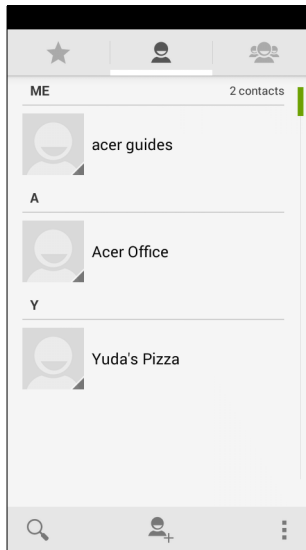 ME 2 contacts
acer guides
A
Acer Office
Y
Yuda's Pizza